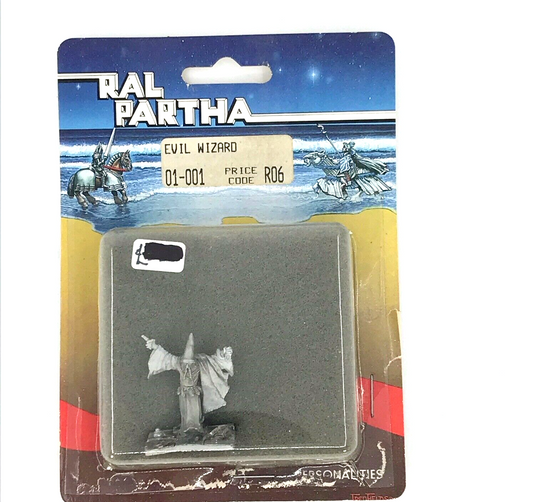 RAL
PARTHA
EVIL WIZARD
01-001 PRICE CODE R06
£
PERSONALITIES